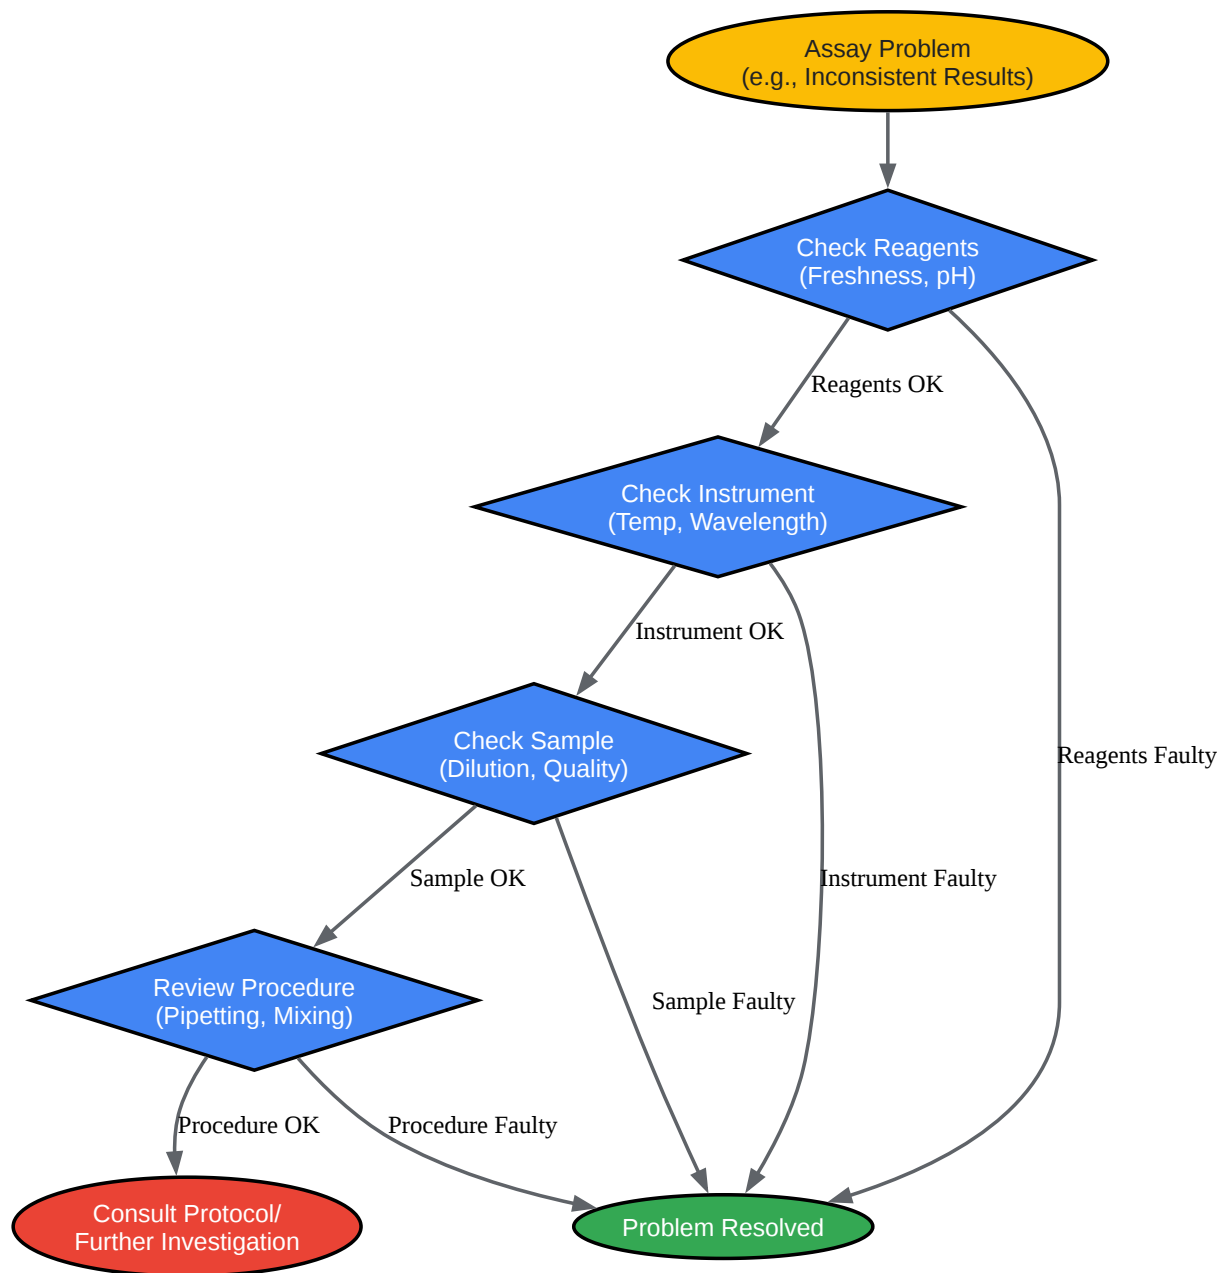 Assay Problem
(e.g., Inconsistent Results)
Check Reagents
(Freshness, pH)
Reagents OK
Check Instrument
(Temp, Wavelength)
Instrument OK
Check Sample
(Dilution, Quality)
Reagents Faulty
Sample OK
Instrument Faulty
Review Procedure
(Pipetting, Mixing)
Sample Faulty
Procedure OK
Procedure Faulty
Consult Protocol/
Further Investigation
Problem Resolved